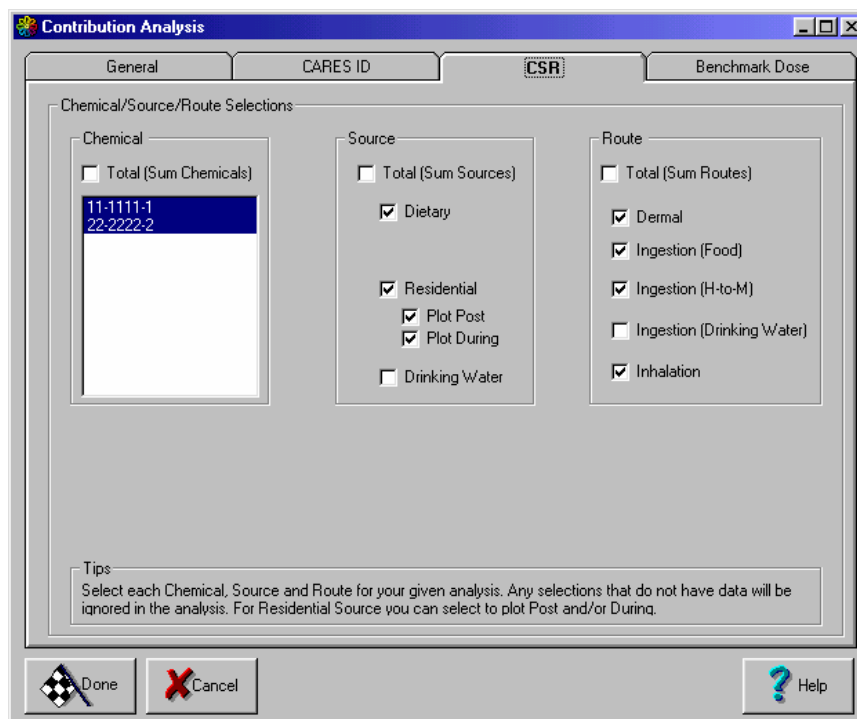 Contribution Analysis
General
CARES ID
CSR
Benchmark Dose
Chemical/Source/Route Selections
Chemical
Total (Sum Chemicals)
11-1111-1
22-2222-2
Source
Total (Sum Sources)
Dietary
Residential
Plot Post
Plot During
Drinking Water
Route
Total (Sum Routes)
Dermal
Ingestion (Food)
Ingestion (H-to-M)
Ingestion (Drinking Water)
Inhalation
Tips
Select each Chemical, Source and Route for your given analysis. Any selections that do not have data will be
ignored in the analysis. For Residential Source you can select to plot Post and/or During.
Done
Cancel
Help